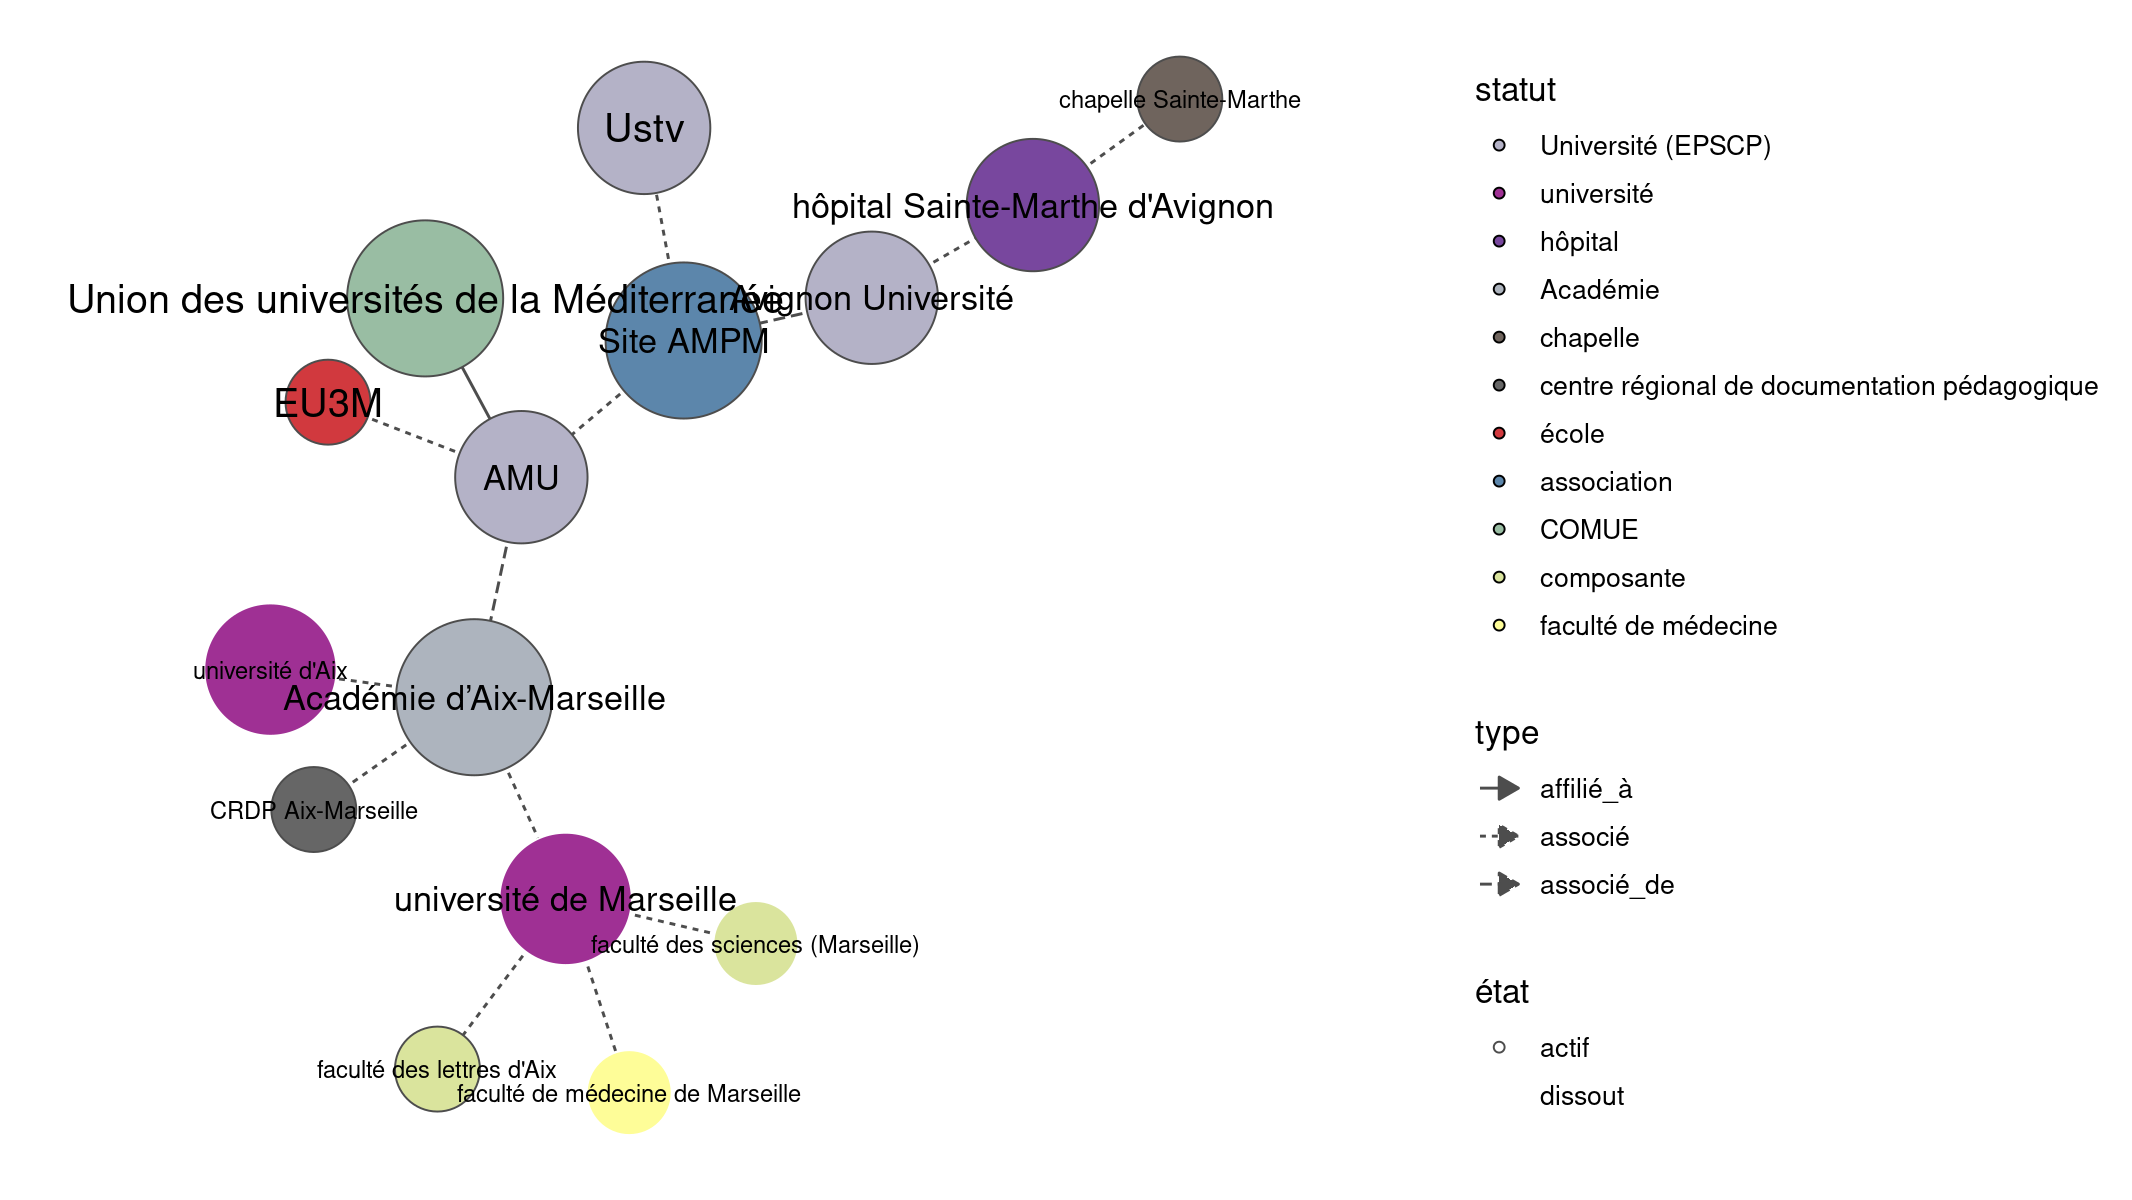 Ustv
chapelle Sainte-Marthe
hôpital Sainte-Marthe d'Avignon
Union des universités de la Méditerranée
Avignon Université
Site AMPM
EU3M
AMU
université d'Aix
Académie d’Aix-Marseille
CRDP Aix-Marseille
université de Marseille
faculté des sciences (Marseille)
faculté des lettres d'Aix
faculté de médecine de Marseille
statut
Université (EPSCP)
université
hôpital
Académie
chapelle
centre régional de documentation pédagogique
école
association
COMUE
composante
faculté de médecine
type
affilié_à
associé
associé_de
état
actif
dissout